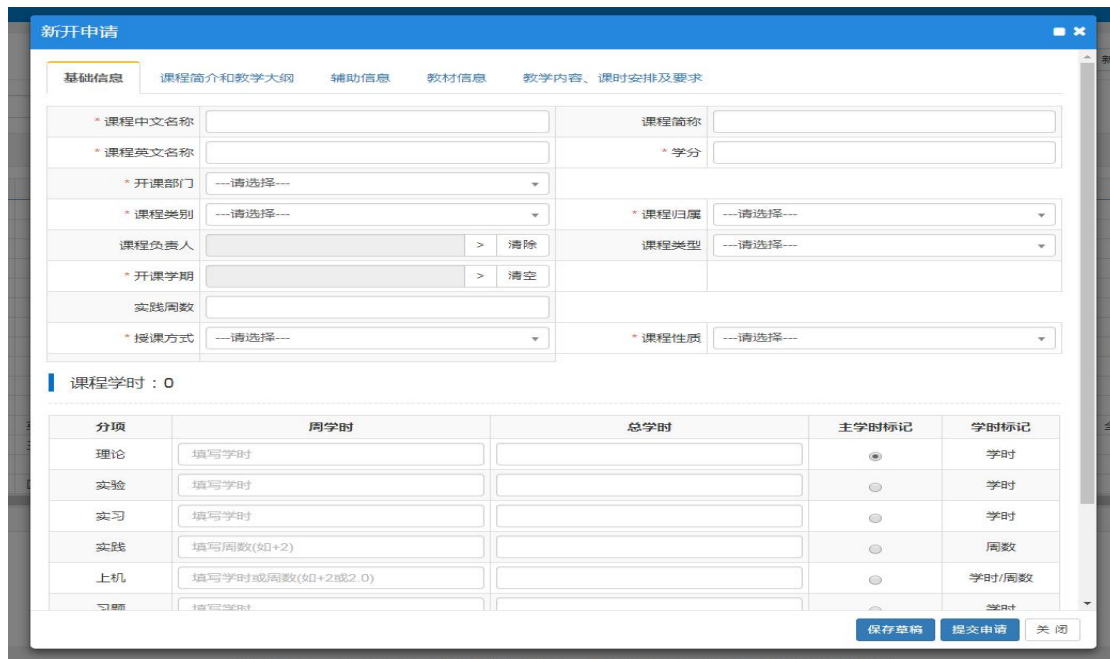 新开申请
基础信息 课程简介和教学大纲 辅助信息 教材信息 教学内容、课时安排及要求
* 课程中文名称 课程简称
* 课程英文名称 * 学分
* 开课部门 ---请选择---
* 课程类别 ---请选择--- * 课程归属 ---请选择---
课程负责人 > 清除 课程类型 ---请选择---
* 开课学期 > 清空
实践周数
* 授课方式 ---请选择--- * 课程性质 ---请选择---
课程学时:0
分项 周学时 总学时 主学时标记 学时标记
理论 填写学时 学时
实验 填写学时 学时
实习 填写学时 学时
实践 填写周数(如+2) 周数
上机 填写学时或周数(如+2或2.0) 学时/周数
习题 填写学时 学时
保存草稿 提交申请 关 闭